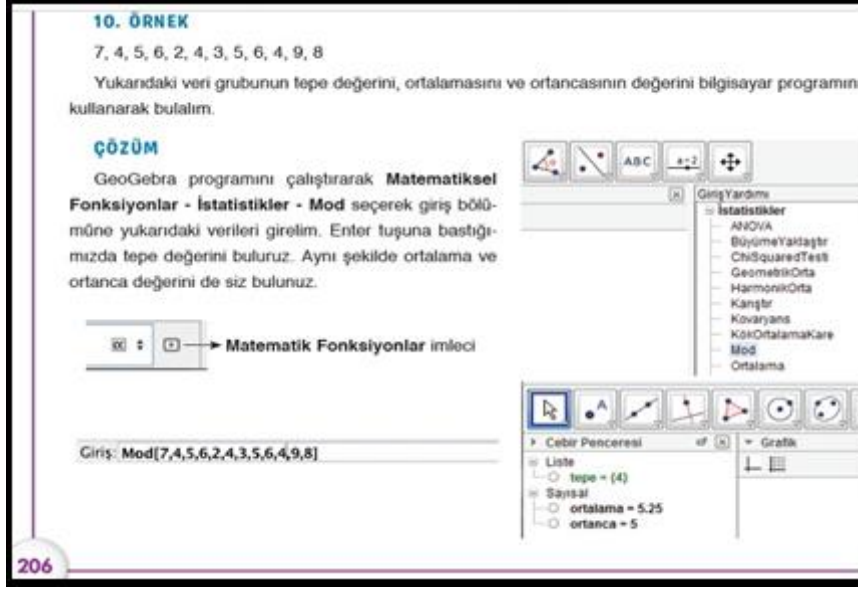 10. ÖRNEK
7, 4, 5, 6, 2, 4, 3, 5, 6, 4, 9, 8
Yukarıdaki veri grubunun tepe değerini, ortalamasını ve ortancasının değerini bilgisayar programın
kullanarak bulalım.
ÇÖZÜM
GeoGebra programını çalıştırarak Matematiksel
Fonksiyonlar - İstatistikler - Mod seçerek giriş bölü-
müne yukarıdaki verileri girelim. Enter tuşuna bastığı-
mızda tepe değerini buluruz. Aynı şekilde ortalama ve
ortanca değerini de siz bulunuz.
Matematik Fonksiyonlar imleci
Giriş: Mod[7,4,5,6,2,4,3,5,6,4,9,8]
ABC
a=2
GirişYardımı
İstatistikler
ANOVA
BüyümeYaklaştır
ChiSquaredTesti
GeometrikOrta
HarmonikOrta
Karıştır
Kovaryans
KökOrtalamaKare
Mod
Ortalama
A
Cebir Penceresi
Grafik
Liste
tepe = {4}
Sayısal
ortalama = 5.25
ortanca = 5
206